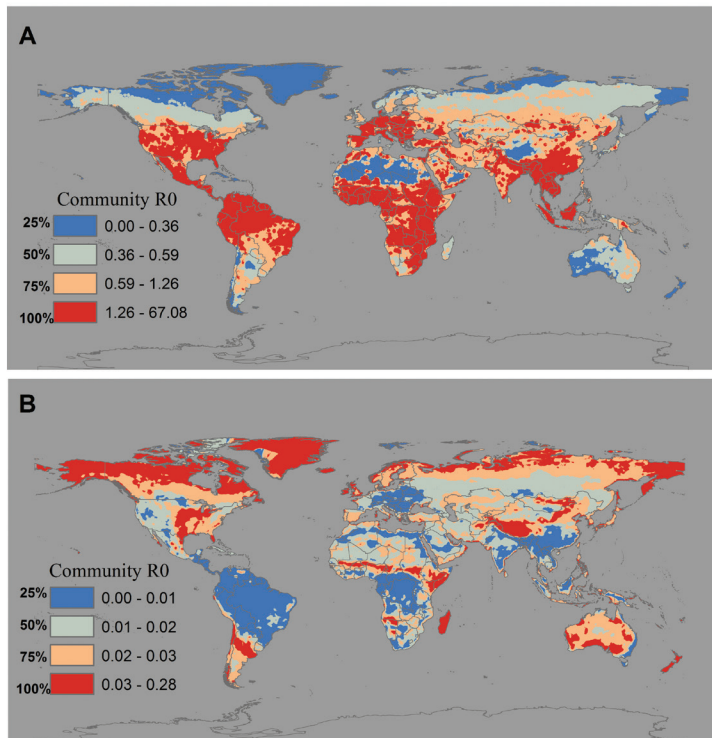 A
Community R0
25% 0.00 - 0.36
50% 0.36 - 0.59
75% 0.59 - 1.26
100% 1.26 - 67.08
B
Community R0
25% 0.00 - 0.01
50% 0.01 - 0.02
75% 0.02 - 0.03
100% 0.03 - 0.28